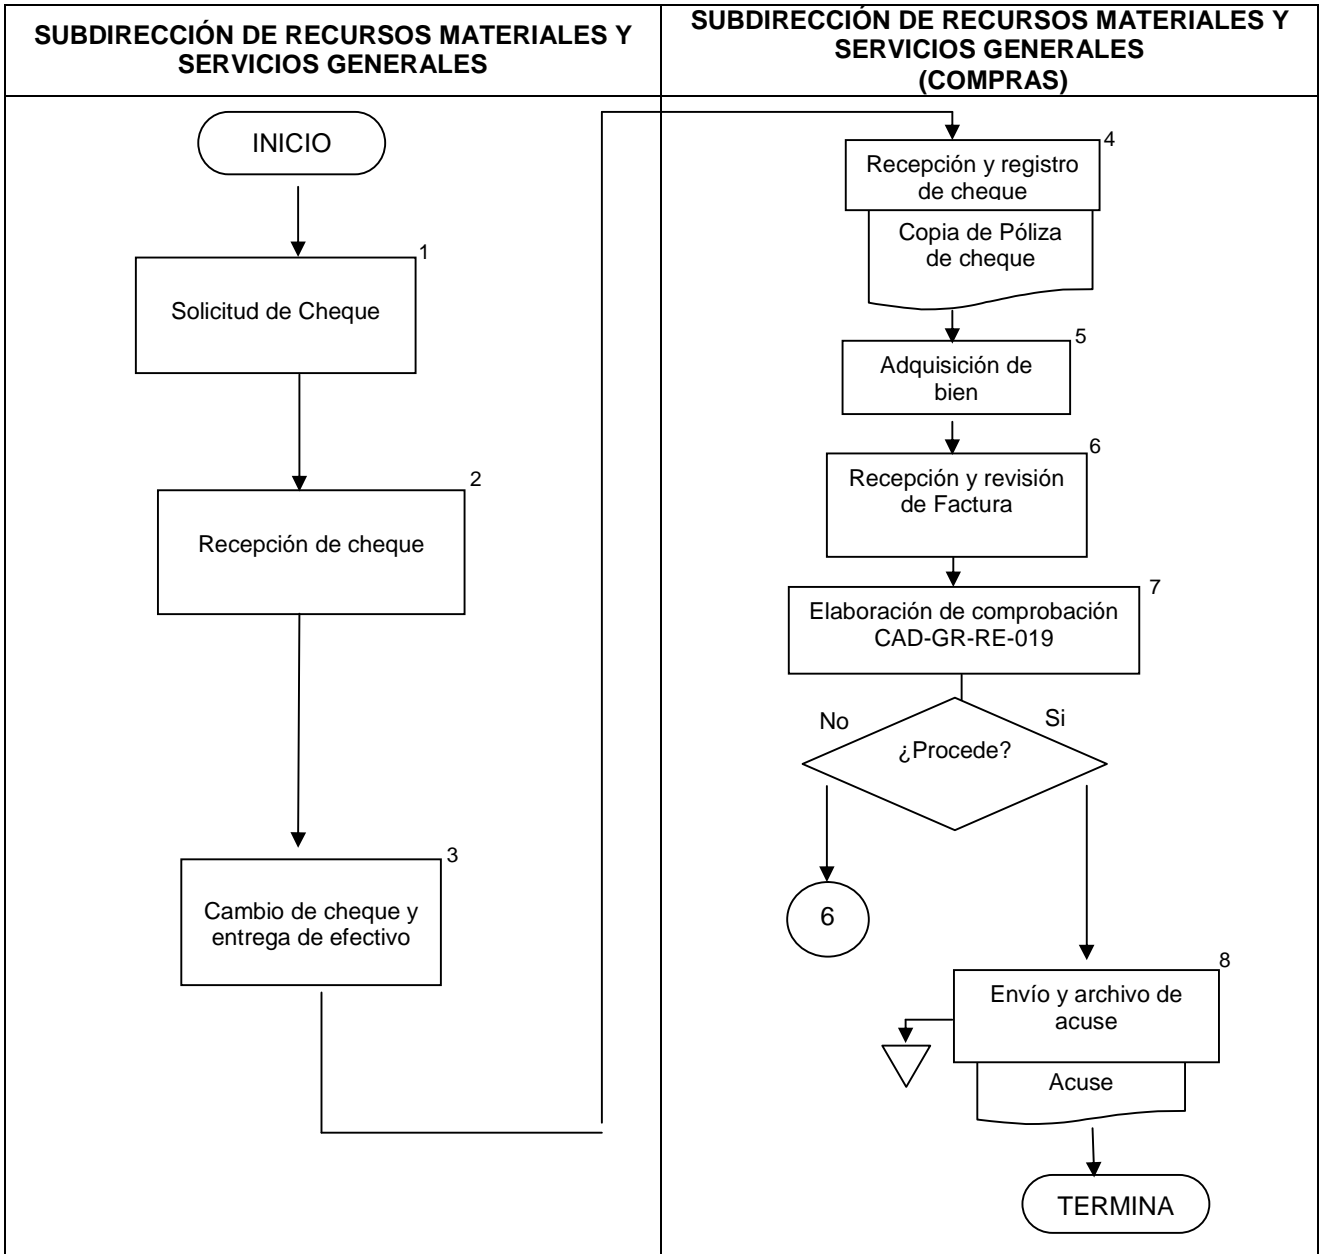 SUBDIRECCIÓN DE RECURSOS MATERIALES Y
SERVICIOS GENERALES
SUBDIRECCIÓN DE RECURSOS MATERIALES Y
SERVICIOS GENERALES
(COMPRAS)
INICIO
1
Solicitud de Cheque
2
Recepción de cheque
3
Cambio de cheque y
entrega de efectivo
4
Recepción y registro
de cheque
Copia de Póliza
de cheque
5
Adquisición de
bien
6
Recepción y revisión
de Factura
7
Elaboración de comprobación
CAD-GR-RE-019
No
Si
¿Procede?
6
8
Envío y archivo de
acuse
Acuse
TERMINA